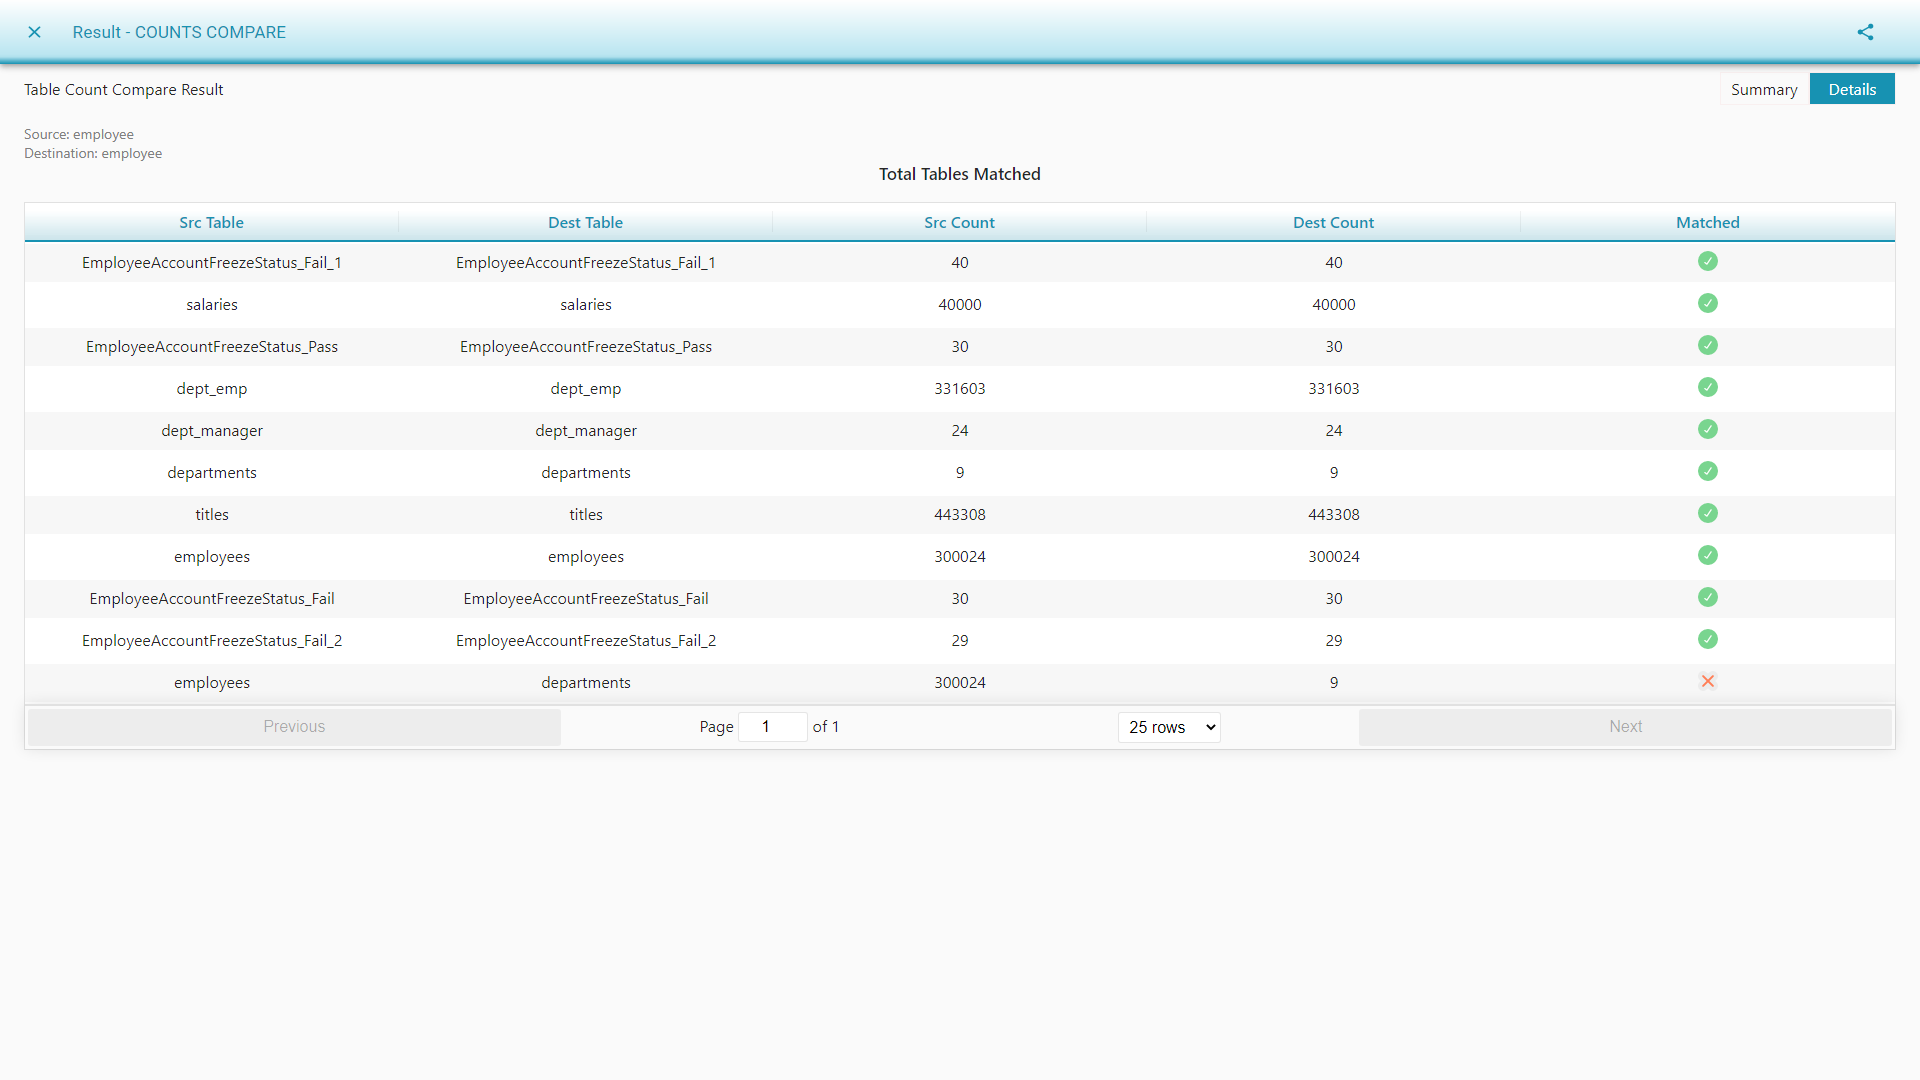 Result - COUNTS COMPARE
Table Count Compare Result
Summary Details
Source: employee
Destination: employee
Total Tables Matched
Src Table Dest Table Src Count Dest Count Matched
EmployeeAccountFreezeStatus_Fail_1 EmployeeAccountFreezeStatus_Fail_1 40 40
salaries salaries 40000 40000
EmployeeAccountFreezeStatus_Pass EmployeeAccountFreezeStatus_Pass 30 30
dept_emp dept_emp 331603 331603
dept_manager dept_manager 24 24
departments departments 9 9
titles titles 443308 443308
employees employees 300024 300024
EmployeeAccountFreezeStatus_Fail EmployeeAccountFreezeStatus_Fail 30 30
EmployeeAccountFreezeStatus_Fail_2 EmployeeAccountFreezeStatus_Fail_2 29 29
employees departments 300024 9
Previous Page 1 of 1 25 rows Next